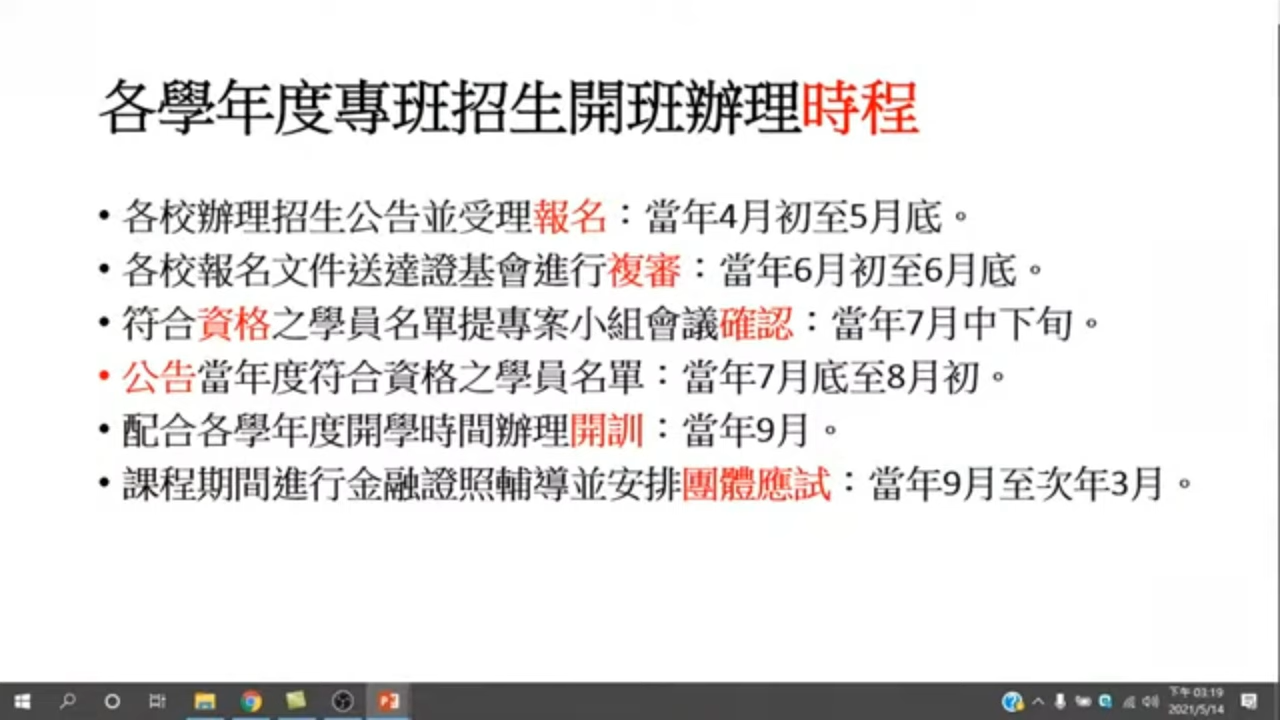 各學年度專班招生開班辦理時程
• 各校辦理招生公告並受理報名：當年4月初至5月底。
• 各校報名文件送達證基會進行複審：當年6月初至6月底。
• 符合資格之學員名單提專案小組會議確認：當年7月中下旬。
• 公告當年度符合資格之學員名單：當年7月底至8月初。
• 配合各學年度開學時間辦理開訓：當年9月。
• 課程期間進行金融證照輔導並安排團體應試：當年9月至次年3月。
下午 03:19
2021/5/14